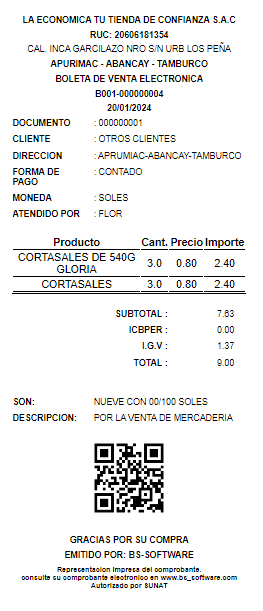 LA ECONOMICA TU TIENDA DE CONFIANZA S.A.C
RUC: 20606181354
CAL. INCA GARCILAZO NRO S/N URB LOS PEÑA
APURIMAC - ABANCAY - TAMBURCO
BOLETA DE VENTA ELECTRONICA
B001-000000004
20/01/2024
DOCUMENTO : 000000001
CLIENTE : OTROS CLIENTES
DIRECCION : APRUMIAC-ABANCAY-TAMBURCO
FORMA DE PAGO : CONTADO
MONEDA : SOLES
ATENDIDO POR : FLOR
Producto Cant. Precio Importe
CORTASALES DE 540G GLORIA 3.0 0.80 2.40
CORTASALES 3.0 0.80 2.40
SUBTOTAL : 7.63
ICBPER : 0.00
I.G.V : 1.37
TOTAL : 9.00
SON: NUEVE CON 00/100 SOLES
DESCRIPCION: POR LA VENTA DE MERCADERIA
GRACIAS POR SU COMPRA
EMITIDO POR: BS-SOFTWARE
Representacion impresa del comprobante.
consulte su comprobante electronico en www.bs_software.com
Autorizado por SUNAT